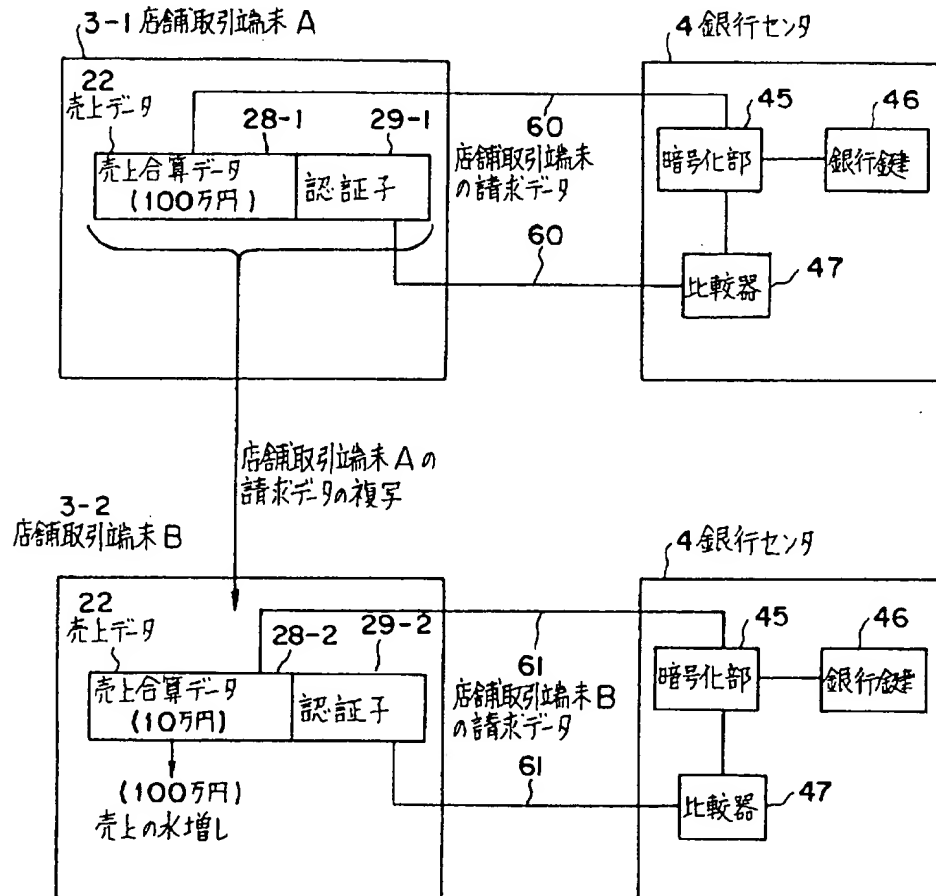 3-1 店舗取引端末A
22
売上データ
28-1
29-1
売上合算データ
(100万円)
認証子
60
店舗取引端末
の請求データ
60
4 銀行センタ
45
46
暗号化部
銀行鍵
比較器
47
店舗取引端末Aの
請求データの複写
3-2
店舗取引端末B
22
売上データ
28-2
29-2
売上合算データ
(10万円)
認証子
(100万円)
売上の水増し
61
店舗取引端末B
の請求データ
61
4 銀行センタ
45
46
暗号化部
銀行鍵
比較器
47